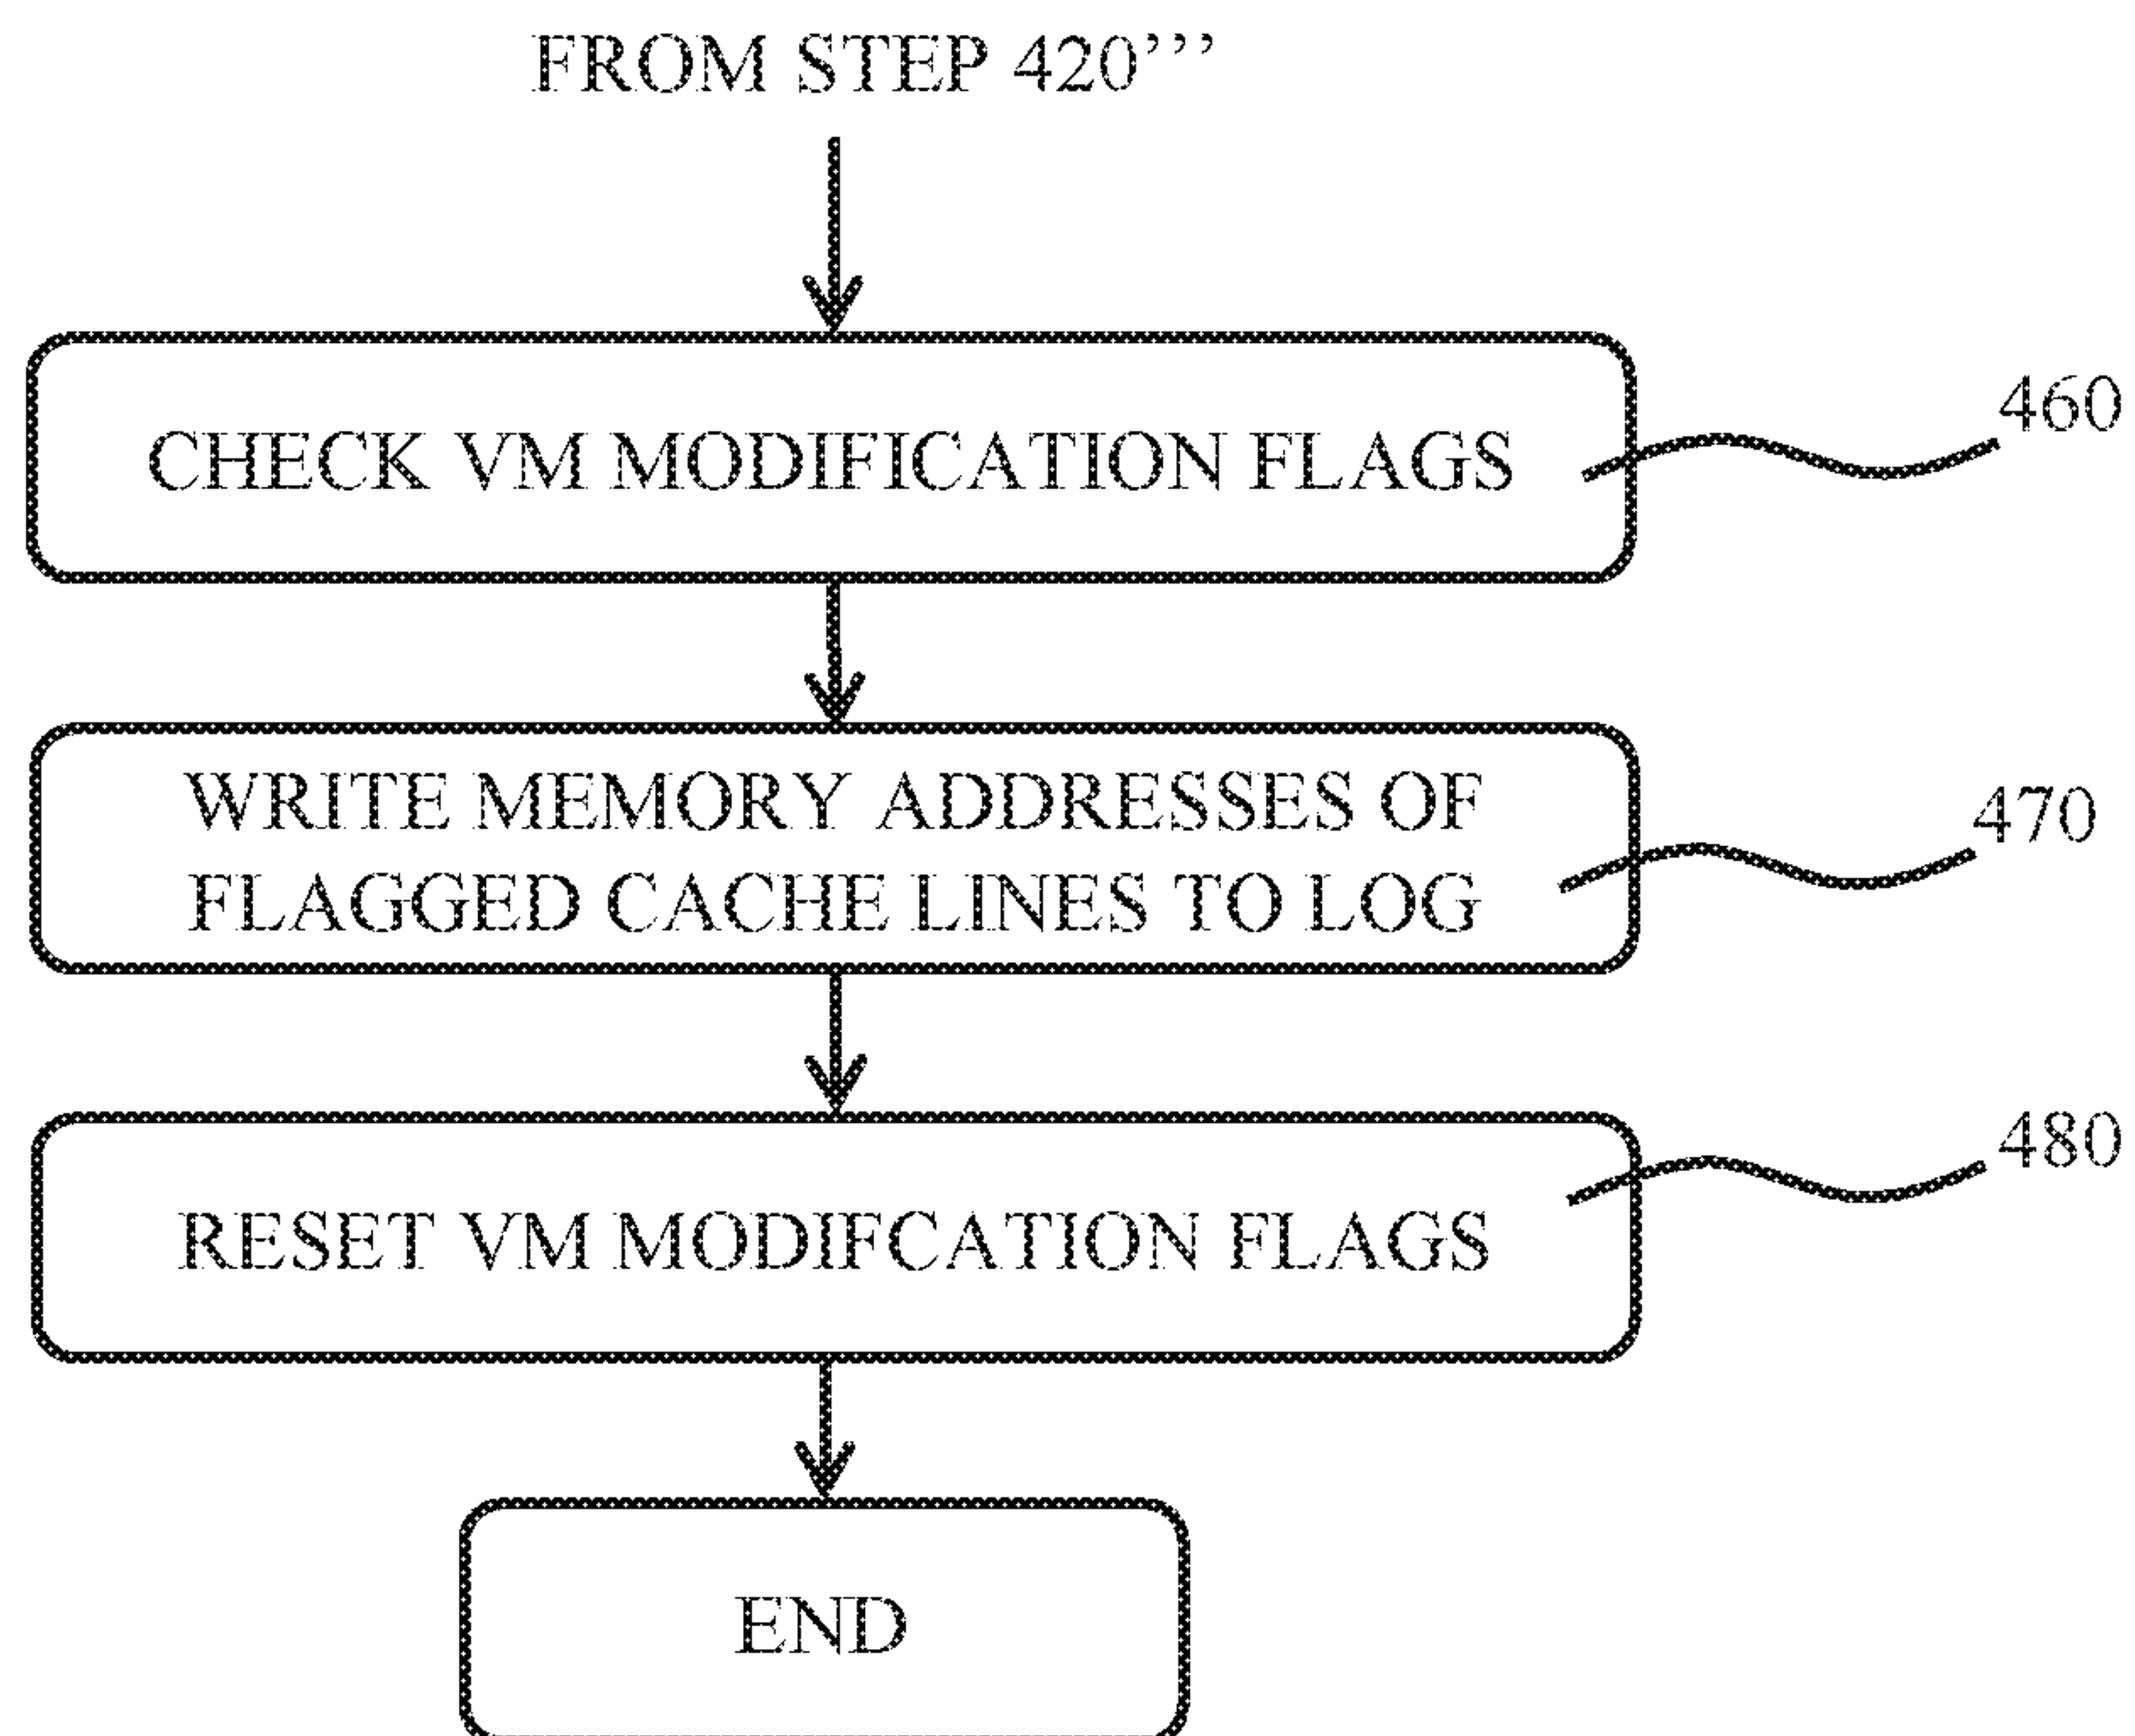 FROM STEP 420’’’
CHECK VM MODIFICATION FLAGS
460
WRITE MEMORY ADDRESSES OF
FLAGGED CACHE LINES TO LOG
470
RESET VM MODIFCATION FLAGS
480
END